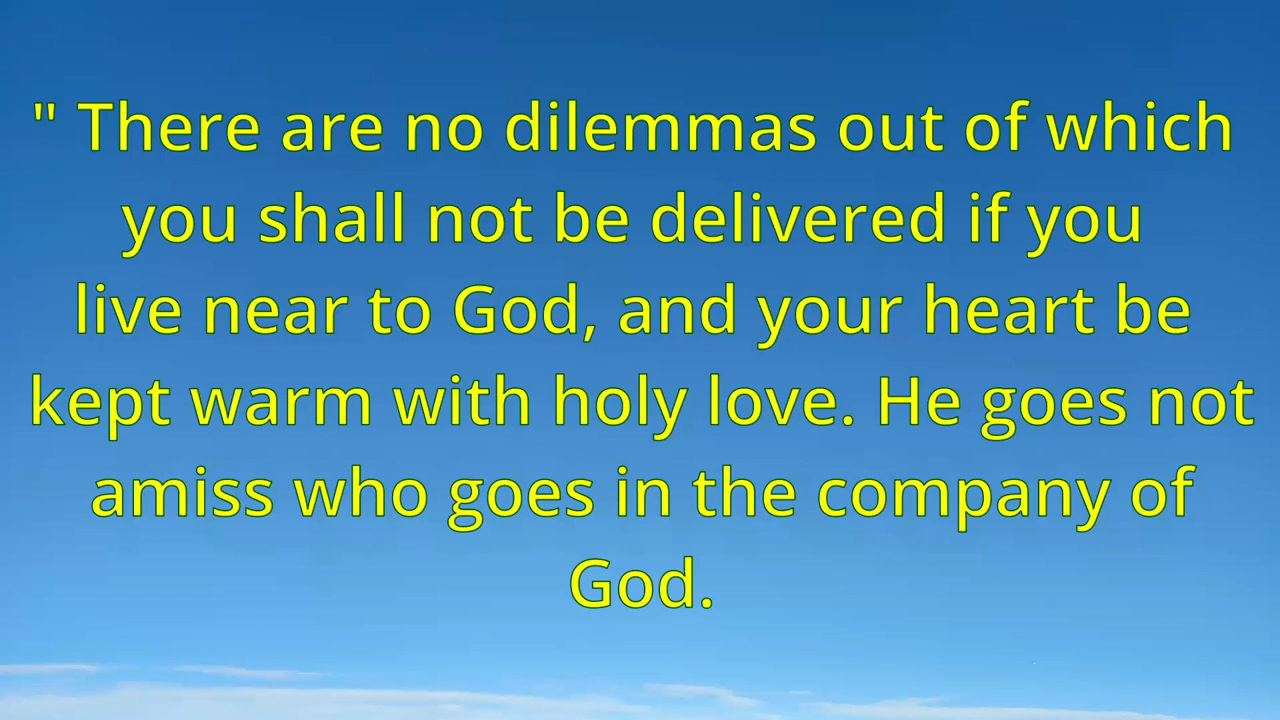 " There are no dilemmas out of which
you shall not be delivered if you
live near to God, and your heart be
kept warm with holy love. He goes not
amiss who goes in the company of
God.